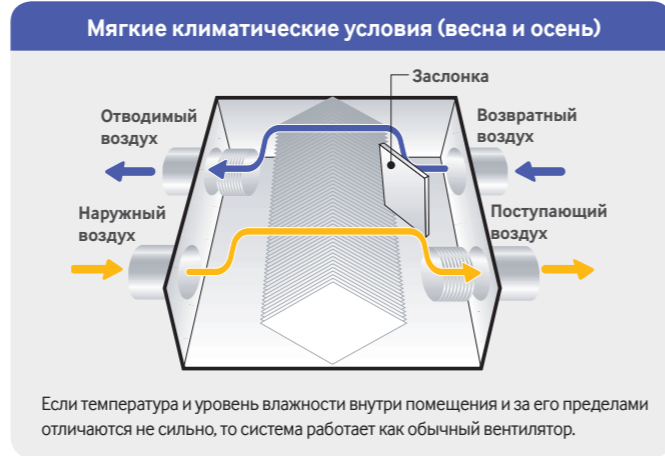 Мягкие климатические условия (весна и осень)
Заслонка
Отводимый
воздух
Возвратный
воздух
Наружный
воздух
Поступающий
воздух
Если температура и уровень влажности внутри помещения и за его пределами
отличаются не сильно, то система работает как обычный вентилятор.